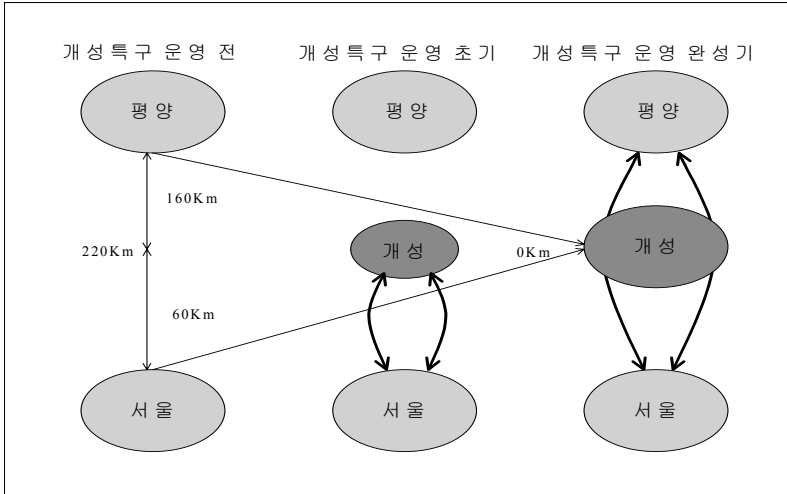 개성특구 운영 전
개성특구 운영 초기
개성특구 운영 완성기
평양
평양
평양
160Km
220Km
개성
0Km
개성
60Km
서울
서울
서울